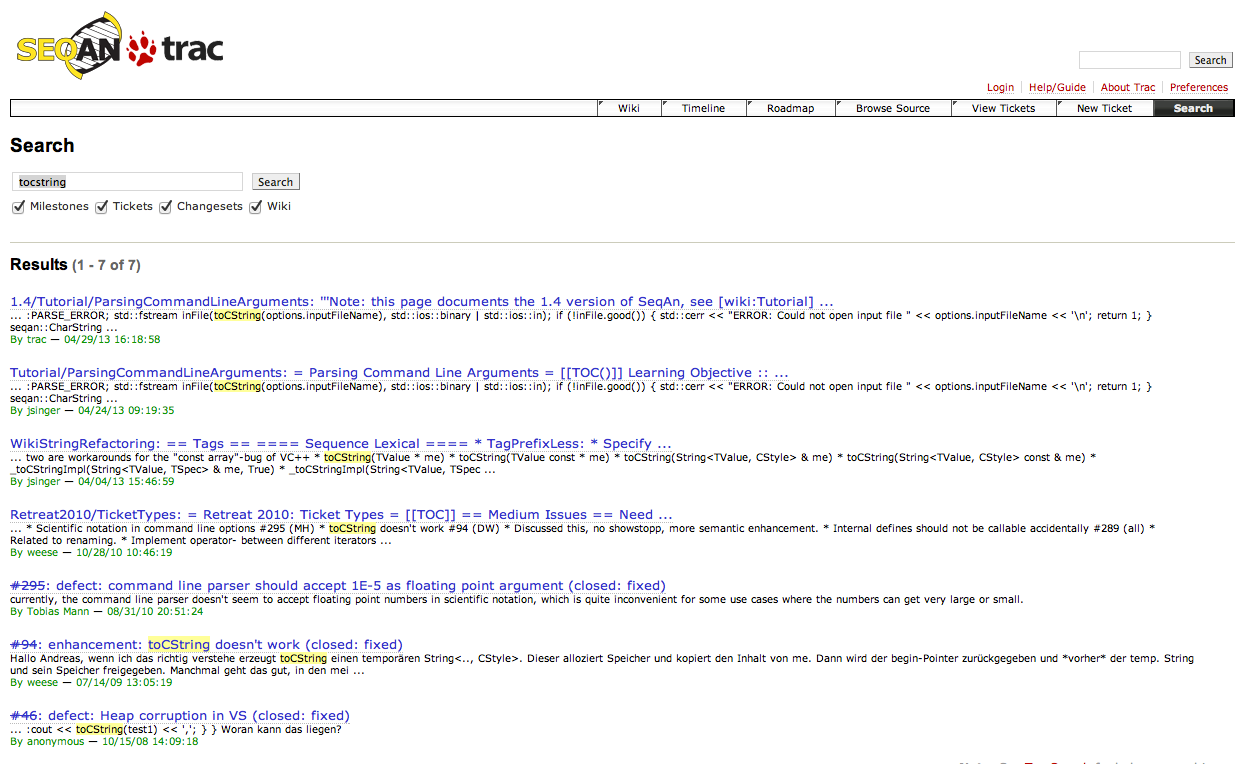 SEQAN trac
Search
Login Help/Guide About Trac Preferences
Wiki Timeline Roadmap Browse Source View Tickets New Ticket Search
Search
tocstring Search
Milestones Tickets Changesets Wiki
Results (1 - 7 of 7)
1.4/Tutorial/ParsingCommandLineArguments: '''Note: this page documents the 1.4 version of SeqAn, see [wiki:Tutorial] ...
... :PARSE_ERROR; std::fstream inFile(toCString(options.inputFileName), std::ios::binary | std::ios::in); if (!inFile.good()) { std::cerr << "ERROR: Could not open input file " << options.inputFileName << '\n'; return 1; }
seqan::CharString ...
By trac — 04/29/13 16:18:58
Tutorial/ParsingCommandLineArguments: = Parsing Command Line Arguments = [[TOC()]] Learning Objective :: ...
... :PARSE_ERROR; std::fstream inFile(toCString(options.inputFileName), std::ios::binary | std::ios::in); if (!inFile.good()) { std::cerr << "ERROR: Could not open input file " << options.inputFileName << '\n'; return 1; }
seqan::CharString ...
By jsinger — 04/24/13 09:19:35
WikiStringRefactoring: == Tags == ==== Sequence Lexical ==== * TagPrefixLess: * Specify ...
... two are workarounds for the "const array"-bug of VC++ * toCString(TValue * me) * toCString(TValue const * me) * toCString(String<TValue, CStyle> & me) * toCString(String<TValue, CStyle> const & me) *
_toCStringImpl(String<TValue, TSpec> & me, True) * _toCStringImpl(String<TValue, TSpec ...
By jsinger — 04/04/13 15:46:59
Retreat2010/TicketTypes: = Retreat 2010: Ticket Types = [[TOC]] == Medium Issues == Need ...
... * Scientific notation in command line options #295 (MH) * toCString doesn't work #94 (DW) * Discussed this, no showstopp, more semantic enhancement. * Internal defines should not be callable accidentally #289 (all) *
Related to renaming. * Implement operator- between different iterators ...
By weese — 10/28/10 10:46:19
#295: defect: command line parser should accept 1E-5 as floating point argument (closed: fixed)
currently, the command line parser doesn't seem to accept floating point numbers in scientific notation, which is quite inconvenient for some use cases where the numbers can get very large or small.
By Tobias Mann — 08/31/10 20:51:24
#94: enhancement: toCString doesn't work (closed: fixed)
Hallo Andreas, wenn ich das richtig verstehe erzeugt toCString einen temporären String<.., CStyle>. Dieser alloziert Speicher und kopiert den Inhalt von me. Dann wird der begin-Pointer zurückgegeben und *vorher* der temp. String
und sein Speicher freigegeben. Manchmal geht das gut, in den mei ...
By weese — 07/14/09 13:05:19
#46: defect: Heap corruption in VS (closed: fixed)
... :cout << toCString(test1) << ','; } } Woran kann das liegen?
By anonymous — 10/15/08 14:09:18